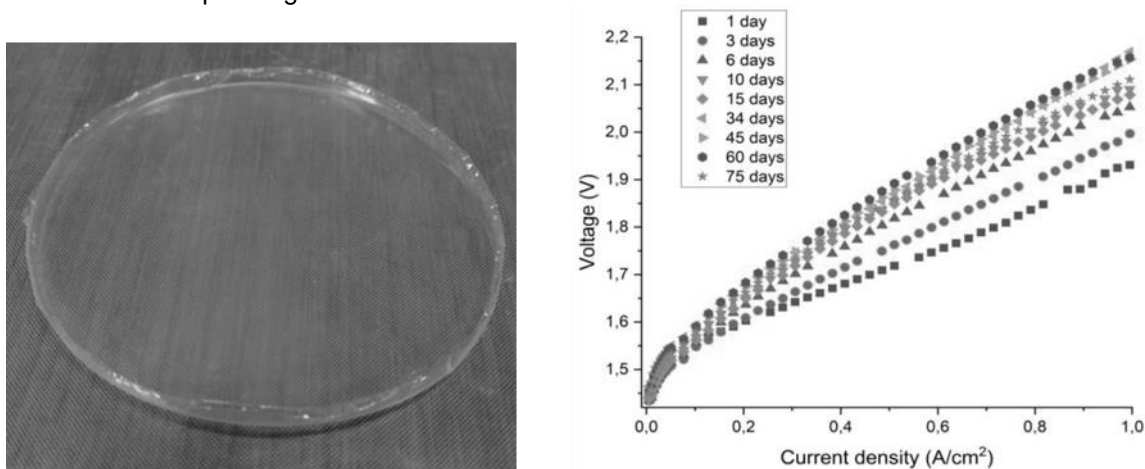 1 day
3 days
6 days
10 days
15 days
34 days
45 days
60 days
75 days
2,2
2,1
2,0
1,9
1,8
1,7
1,6
1,5
Voltage (V)
0,0 0,2 0,4 0,6 0,8 1,0
Current density (A/cm²)